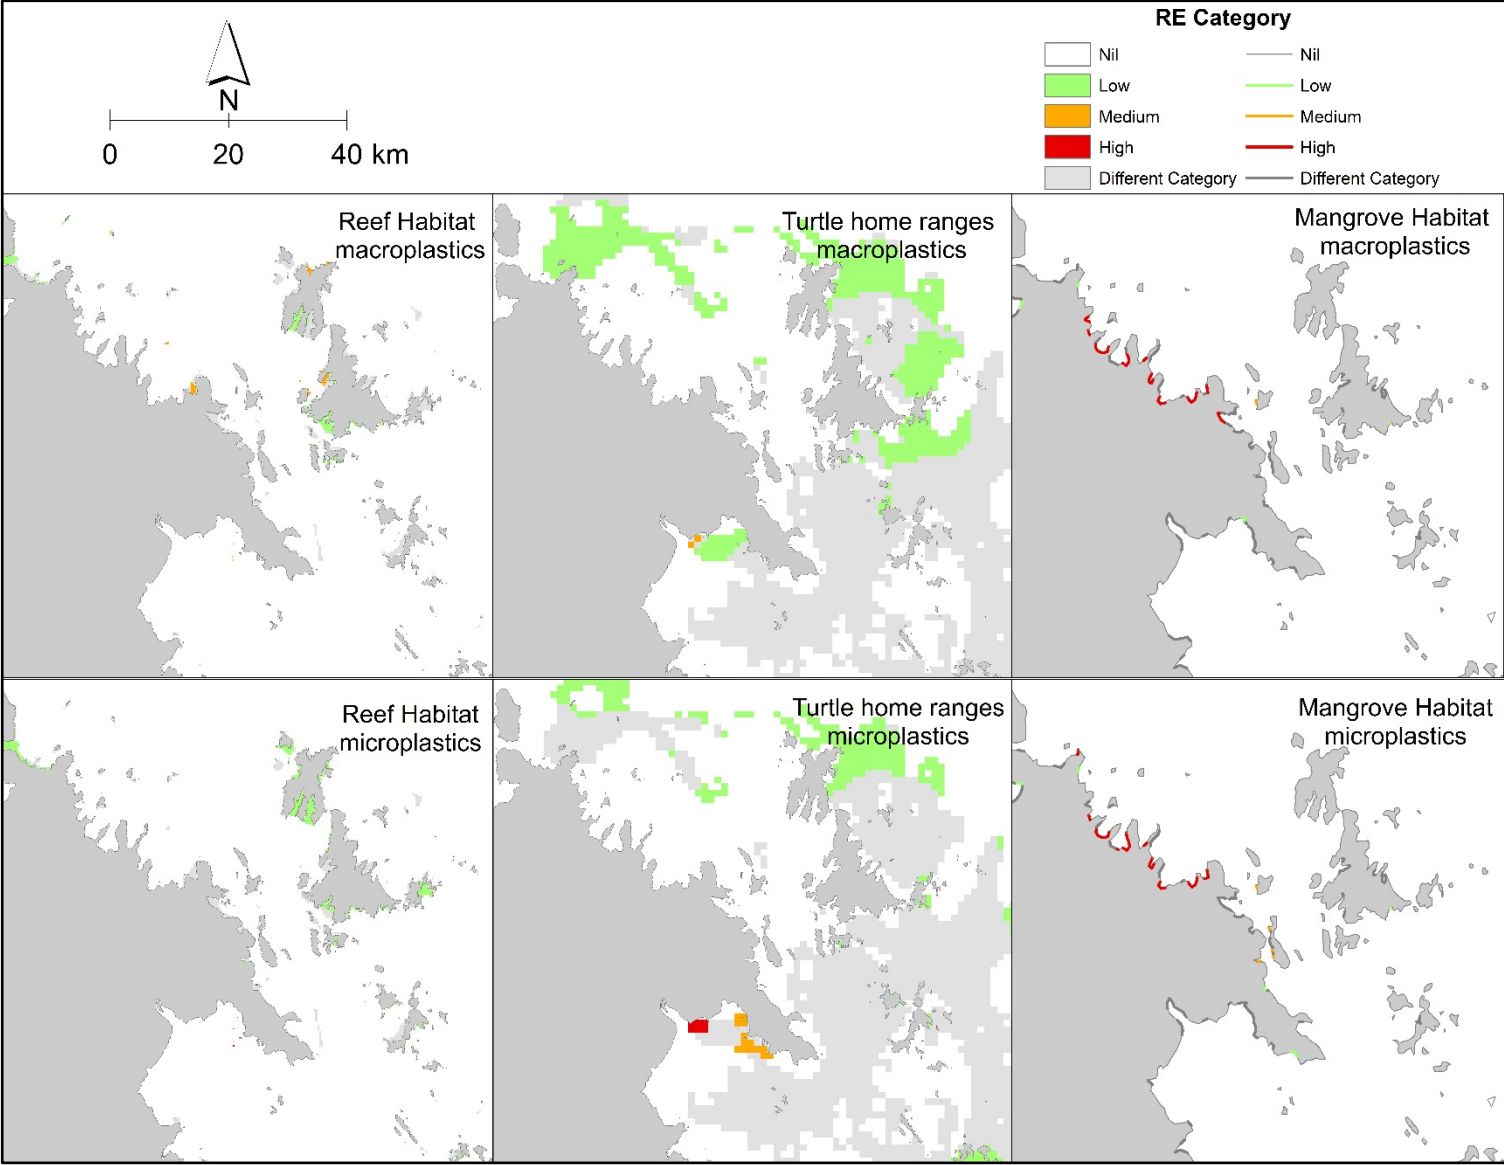 N
0 20 40 km
RE Category
Nil Nil
Low Low
Medium Medium
High High
Different Category Different Category
Reef Habitat
macroplastics
Turtle home ranges
macroplastics
Mangrove Habitat
macroplastics
Reef Habitat
microplastics
Turtle home ranges
microplastics
Mangrove Habitat
microplastics